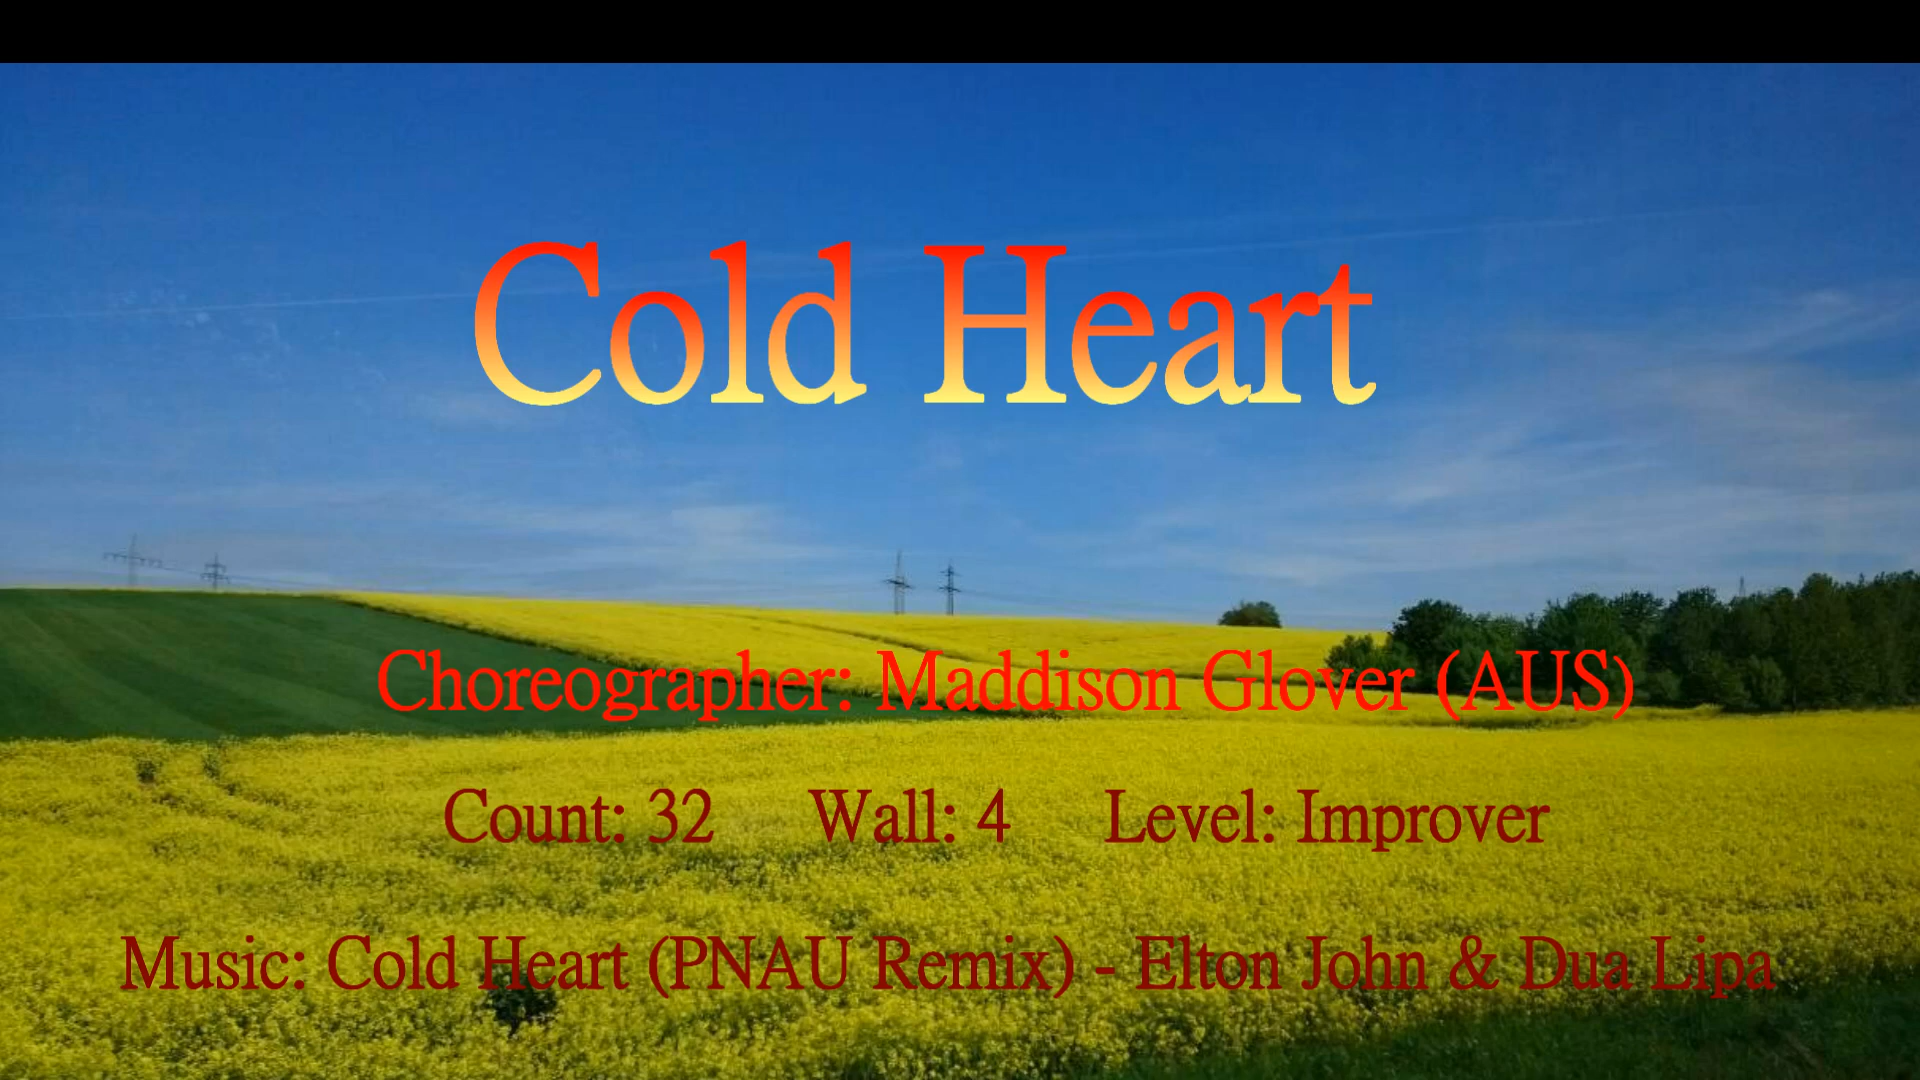 Cold Heart
Choreographer: Maddison Glover (AUS)
Count: 32 Wall: 4 Level: Improver
Music: Cold Heart (PNAU Remix) - Elton John & Dua Lipa